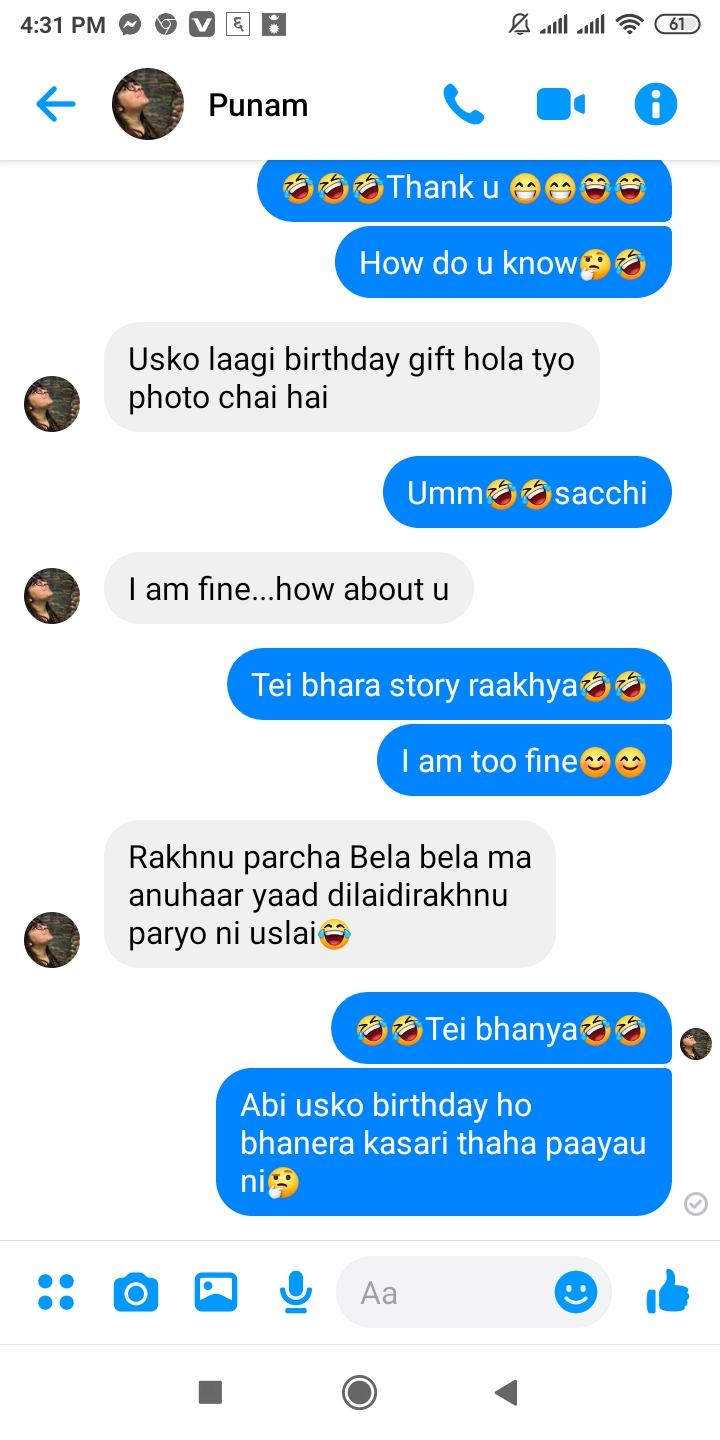 4:31 PM
61
Punam
🤣🤣🤣Thank u 😁😁😂😂
How do u know🤔🤣
Usko laagi birthday gift hola tyo
photo chai hai
Umm🤣🤣sacchi
I am fine...how about u
Tei bhara story raakhya🤣🤣
I am too fine😊😊
Rakhnu parcha Bela bela ma
anuhaar yaad dilaidirakhnu
paryo ni uslai😂
🤣🤣Tei bhanya🤣🤣
Abi usko birthday ho
bhanera kasari thaha paayau
ni🤔
Aa